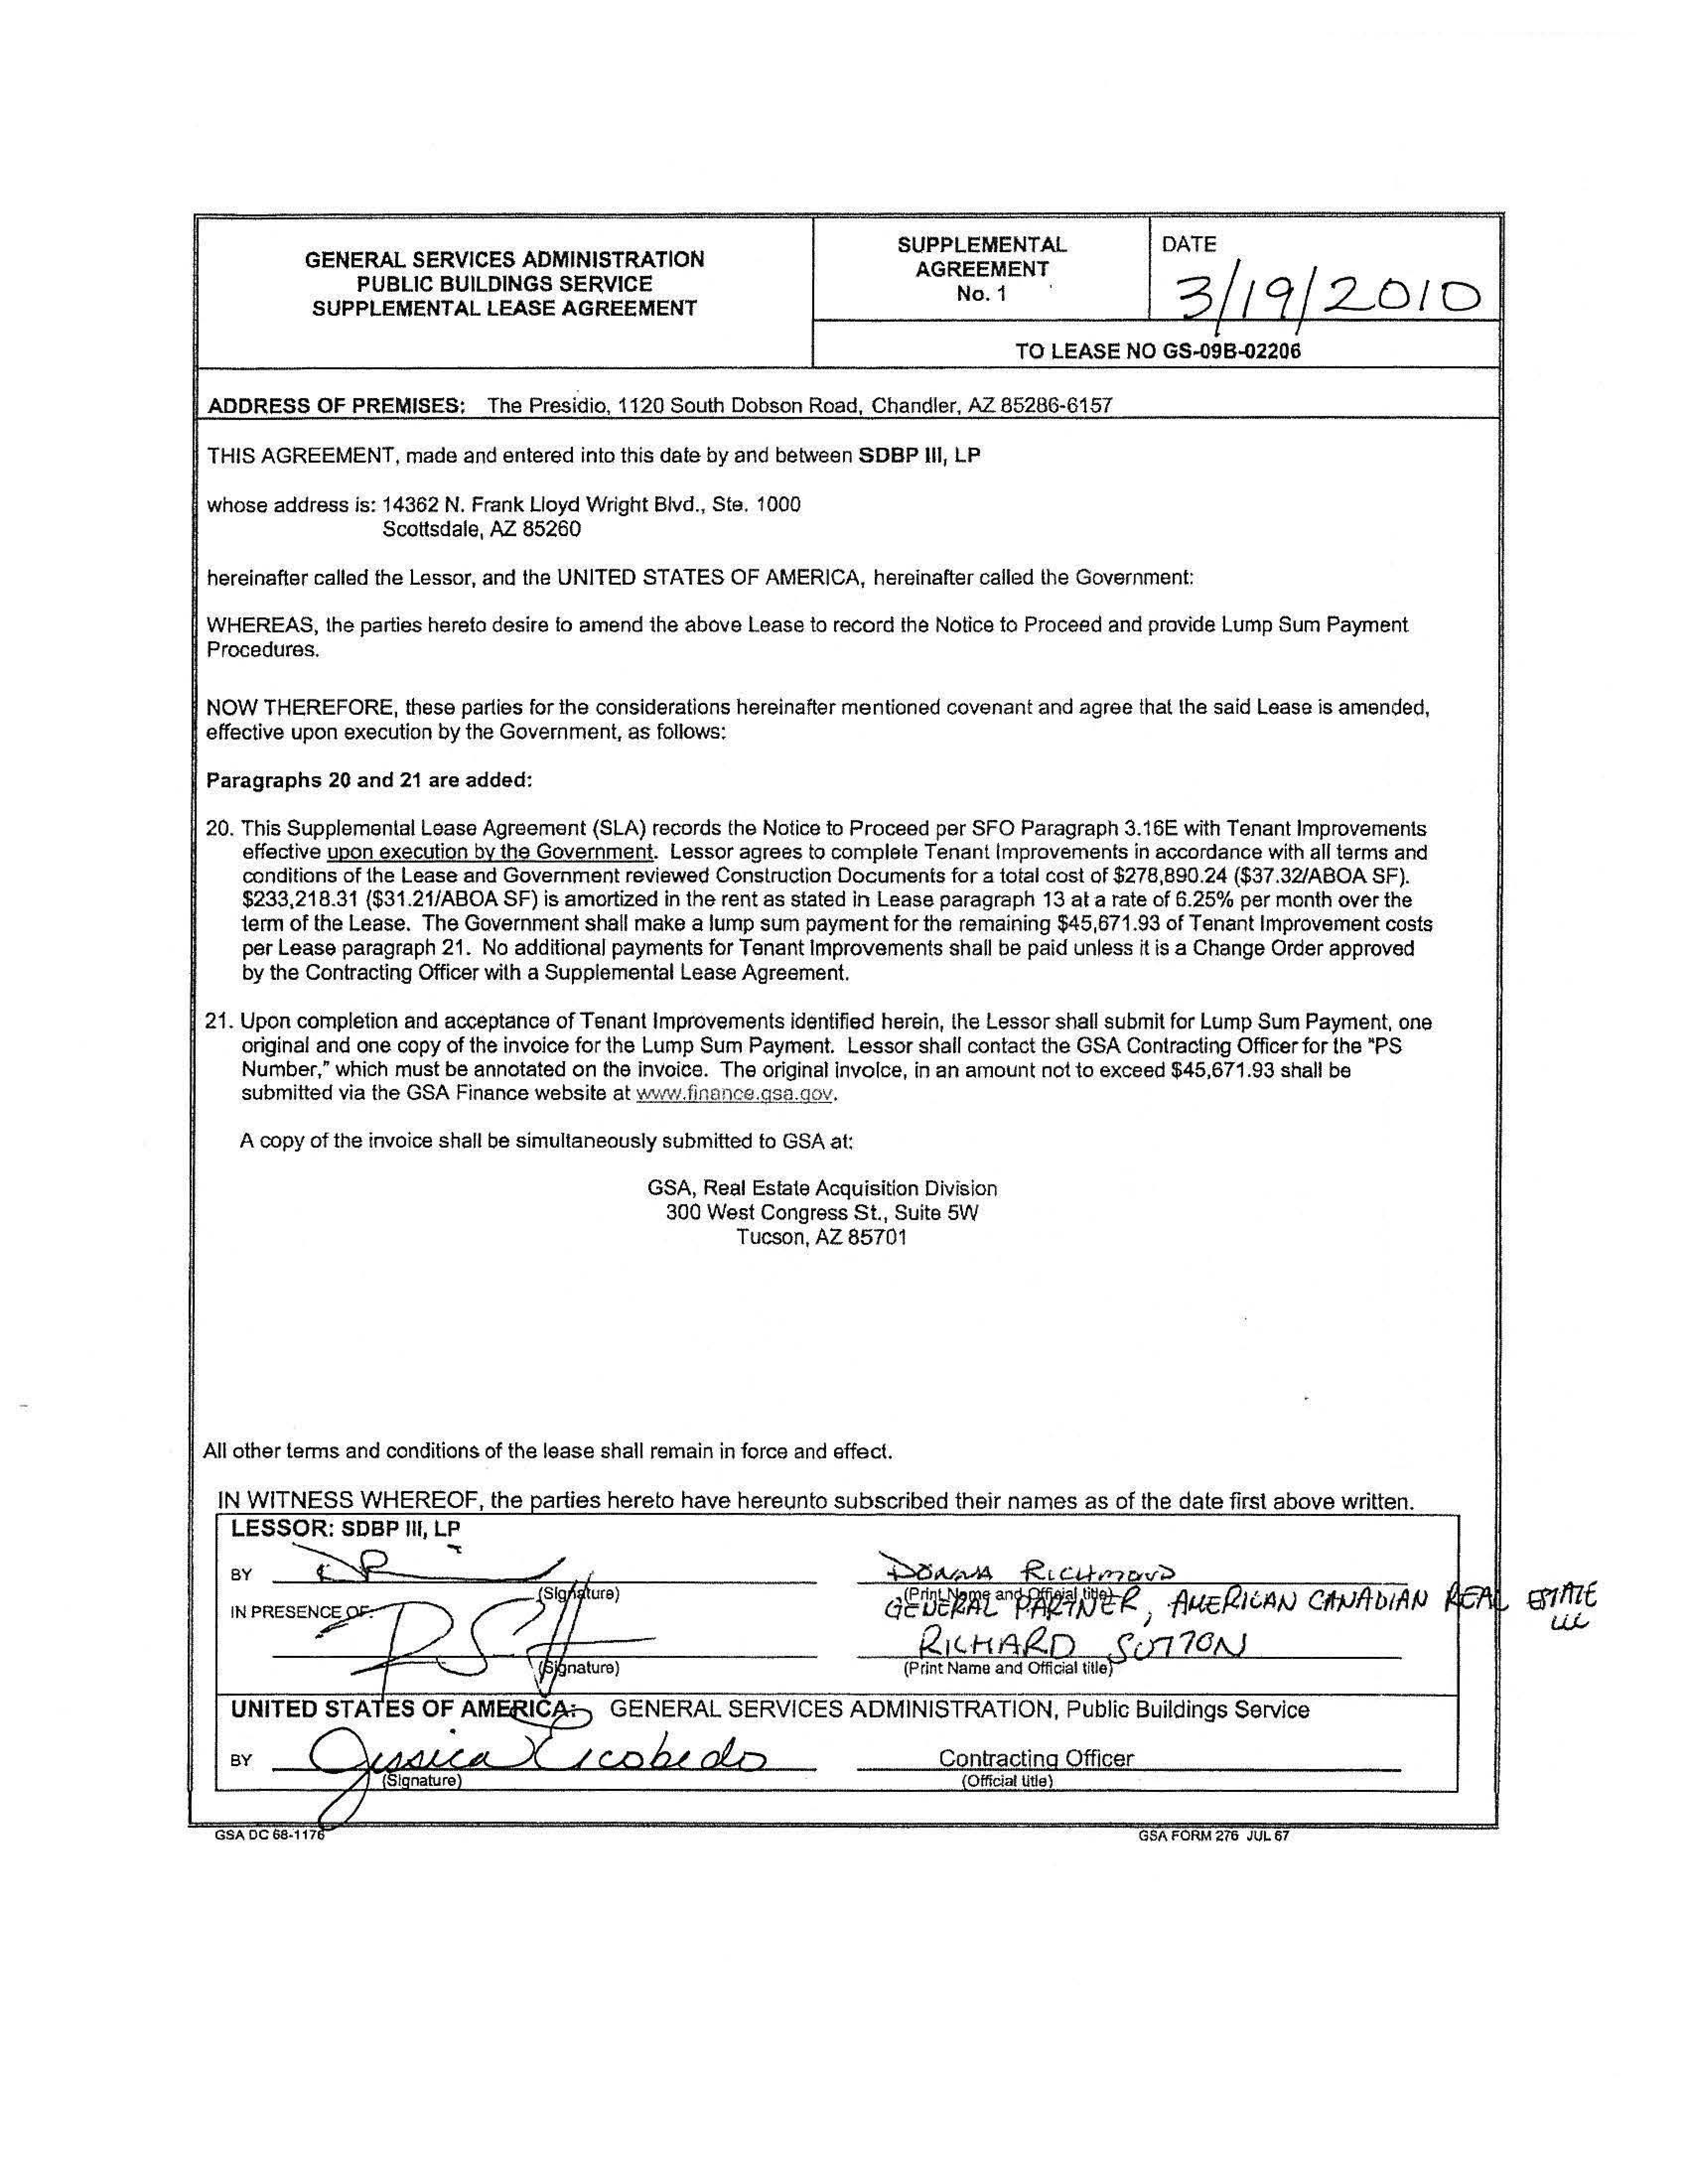 GENERAL SERVICES ADMINISTRATION
PUBLIC BUILDINGS SERVICE
SUPPLEMENTAL LEASE AGREEMENT
SUPPLEMENTAL
AGREEMENT
No. 1
DATE
3/19/2010
TO LEASE NO GS-09B-02206
ADDRESS OF PREMISES: The Presidio, 1120 South Dobson Road, Chandler, AZ 85286-6157
THIS AGREEMENT, made and entered into this date by and between SDBP III, LP
whose address is: 14362 N. Frank Lloyd Wright Blvd., Ste. 1000
Scottsdale, AZ 85260
hereinafter called the Lessor, and the UNITED STATES OF AMERICA, hereinafter called the Government:
WHEREAS, the parties hereto desire to amend the above Lease to record the Notice to Proceed and provide Lump Sum Payment
Procedures.
NOW THEREFORE, these parties for the considerations hereinafter mentioned covenant and agree that the said Lease is amended,
effective upon execution by the Government, as follows:
Paragraphs 20 and 21 are added:
20. This Supplemental Lease Agreement (SLA) records the Notice to Proceed per SFO Paragraph 3.16E with Tenant Improvements
effective upon execution by the Government. Lessor agrees to complete Tenant Improvements in accordance with all terms and
conditions of the Lease and Government reviewed Construction Documents for a total cost of $278,890.24 ($37.32/ABOA SF).
$233,218.31 ($31.21/ABOA SF) is amortized in the rent as stated in Lease paragraph 13 at a rate of 6.25% per month over the
term of the Lease. The Government shall make a lump sum payment for the remaining $45,671.93 of Tenant Improvement costs
per Lease paragraph 21. No additional payments for Tenant Improvements shall be paid unless it is a Change Order approved
by the Contracting Officer with a Supplemental Lease Agreement.
21. Upon completion and acceptance of Tenant Improvements identified herein, the Lessor shall submit for Lump Sum Payment, one
original and one copy of the invoice for the Lump Sum Payment. Lessor shall contact the GSA Contracting Officer for the "PS
Number," which must be annotated on the invoice. The original invoice, in an amount not to exceed $45,671.93 shall be
submitted via the GSA Finance website at www.finance.gsa.gov.
A copy of the invoice shall be simultaneously submitted to GSA at:
GSA, Real Estate Acquisition Division
300 West Congress St., Suite 5W
Tucson, AZ 85701
All other terms and conditions of the lease shall remain in force and effect.
IN WITNESS WHEREOF, the parties hereto have hereunto subscribed their names as of the date first above written.
LESSOR: SDBP III, LP
BY
DONNA RICHMOND
(Signature)
(Print Name and Official title)
GENERAL PARTNER, AMERICAN CANADIAN REAL ESTATE
LLC
IN PRESENCE OF:
RICHARD SUTTON
(Signature)
(Print Name and Official title)
UNITED STATES OF AMERICA: GENERAL SERVICES ADMINISTRATION, Public Buildings Service
BY Jessica Escobedo
Contracting Officer
(Signature)
(Official title)
GSA DC 68-1176
GSA FORM 276 JUL 67